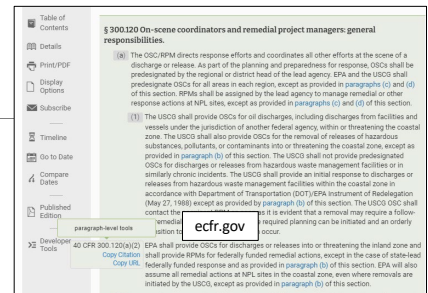 Table of
Contents
Details
Print/PDF
Display
Options
Subscribe
Timeline
Go to Date
Compare
Dates
Published
Edition
Developer
Tools
§ 300.120 On-scene coordinators and remedial project managers: general
responsibilities.
(a) The OSC/RPM directs response efforts and coordinates all other efforts at the scene of a
discharge or release. As part of the planning and preparedness for response, OSCs shall be
predesignated by the regional or district head of the lead agency. EPA and the USCG shall
predesignate OSCs for all areas in each region, except as provided in paragraphs (c) and (d)
of this section. RPMs shall be assigned by the lead agency to manage remedial or other
response actions at NPL sites, except as provided in paragraphs (c) and (d) of this section.
(1) The USCG shall provide OSCs for oil discharges, including discharges from facilities and
vessels under the jurisdiction of another federal agency, within or threatening the coastal
zone. The USCG shall also provide OSCs for the removal of releases of hazardous
substances, pollutants, or contaminants into or threatening the coastal zone, except as
provided in paragraph (b) of this section. The USCG shall not provide predesignated
OSCs for discharges or releases from hazardous waste management facilities or in
similarly chronic incidents. The USCG shall provide an initial response to discharges or
releases from hazardous waste management facilities within the coastal zone in
accordance with Department of Transportation (DOT)/EPA Instrument of Redelegation
(May 27, 1988) except as provided by paragraph (b) of this section. The USCG OSC shall
contact the
as it is evident that a removal may require a follow-
remedial
required planning can be initiated and an orderly
sition to
occur.
ecfr.gov
paragraph-level tools
40 CFR 300.120(a)(2)
Copy Citation
Copy URL
EPA shall provide OSCs for discharges or releases into or threatening the inland zone and
shall provide RPMs for federally funded remedial actions, except in the case of state-lead
federally funded response and as provided in paragraph (b) of this section. EPA will also
assume all remedial actions at NPL sites in the coastal zone, even where removals are
initiated by the USCG, except as provided in paragraph (b) of this section.